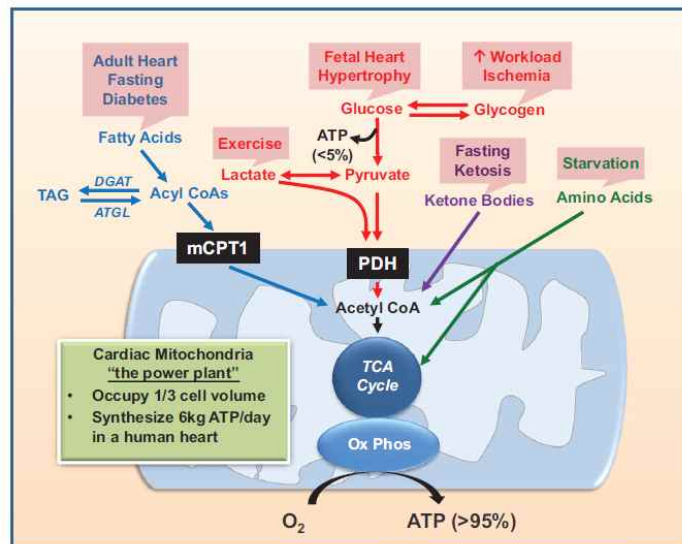 Adult Heart
Fasting
Diabetes
Fetal Heart
Hypertrophy
↑ Workload
Ischemia
Glucose
Glycogen
Fatty Acids
Exercise
ATP
(<5%)
Fasting
Ketosis
Starvation
TAG
DGAT
ATGL
Acyl CoAs
Lactate
Pyruvate
Ketone Bodies
Amino Acids
mCPT1
PDH
Acetyl CoA
Cardiac Mitochondria
"the power plant"
• Occupy 1/3 cell volume
• Synthesize 6kg ATP/day
in a human heart
TCA
Cycle
Ox Phos
O₂
ATP (>95%)